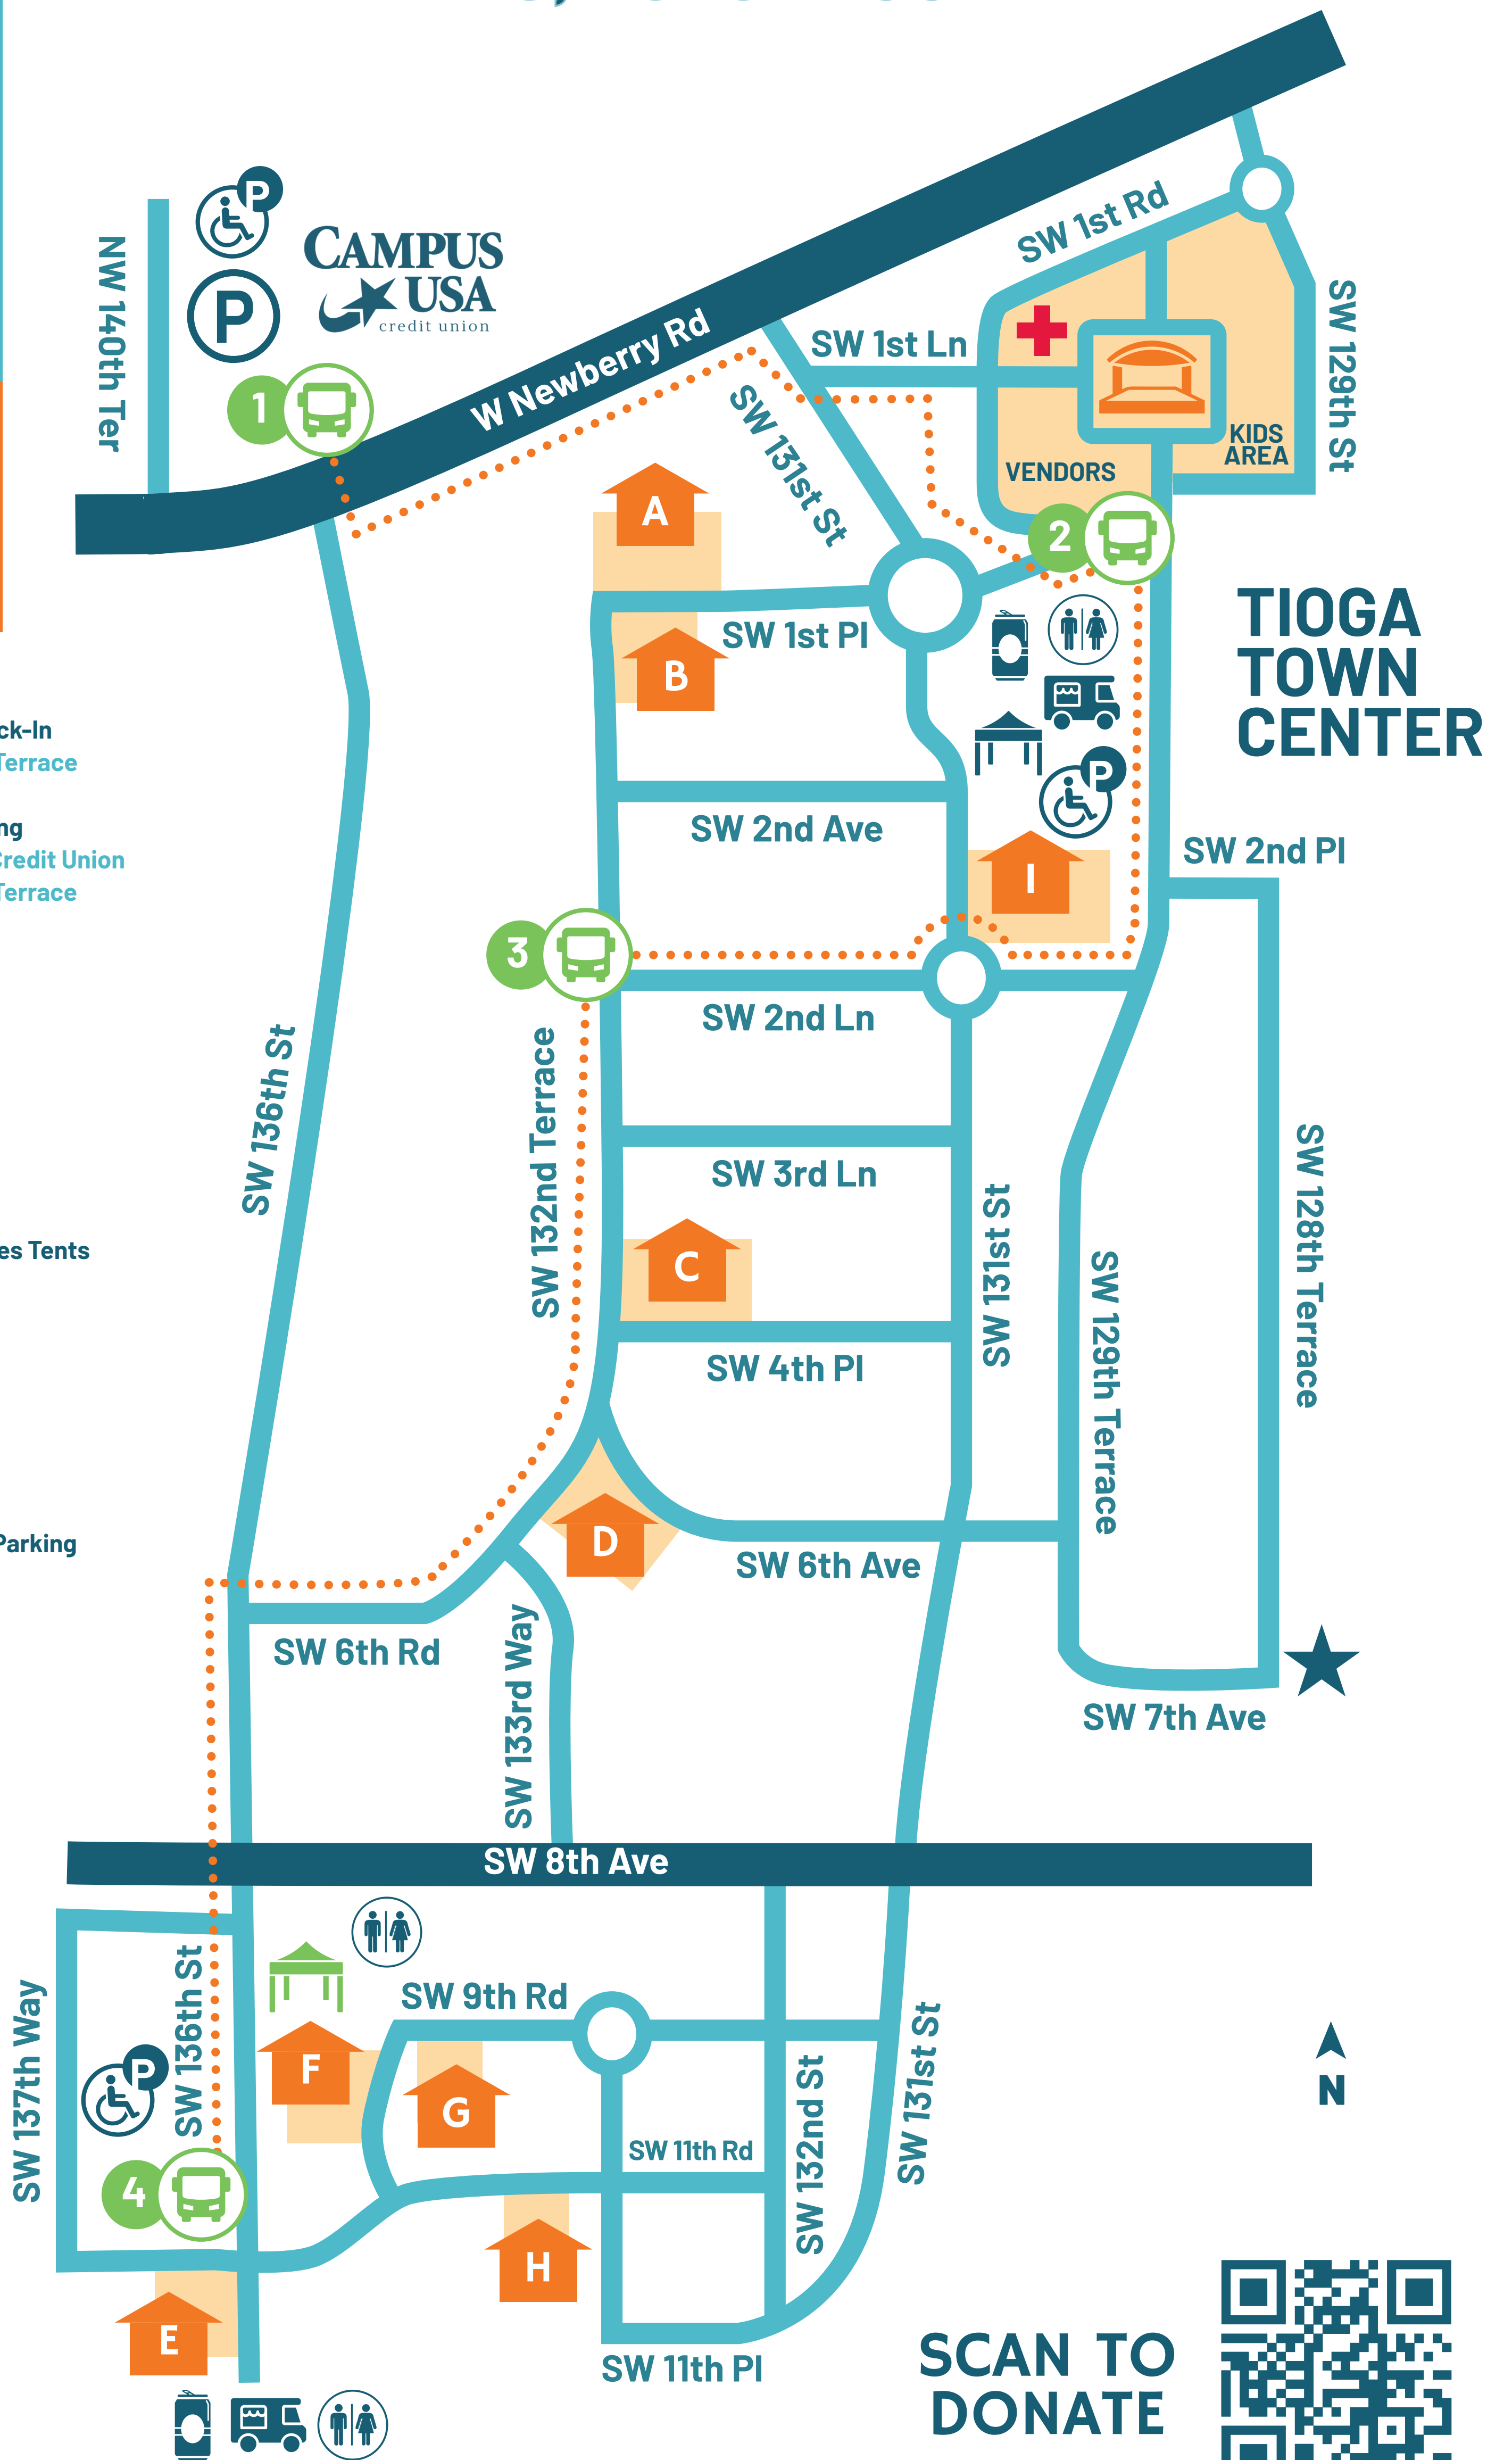 P
P
CAMPUS
USA
credit union
NW 140th Ter
1
W Newberry Rd
SW 1st Rd
SW 1st Ln
SW 131st St
SW 129th St
KIDS
AREA
VENDORS
2
A
B
SW 1st Pl
TIOGA
TOWN
CENTER
P
SW 2nd Ave
SW 2nd Pl
I
3
SW 2nd Ln
SW 136th St
SW 132nd Terrace
SW 3rd Ln
C
SW 131st St
SW 129th Terrace
SW 128th Terrace
SW 4th Pl
D
SW 6th Ave
SW 6th Rd
SW 133rd Way
SW 7th Ave
SW 8th Ave
ck-In
Terrace
ng
Credit Union
Terrace
es Tents
Parking
SW 137th Way
SW 136th St
P
4
SW 9th Rd
F
G
SW 11th Rd
SW 132nd St
SW 131st St
H
E
SW 11th Pl
N
SCAN TO
DONATE